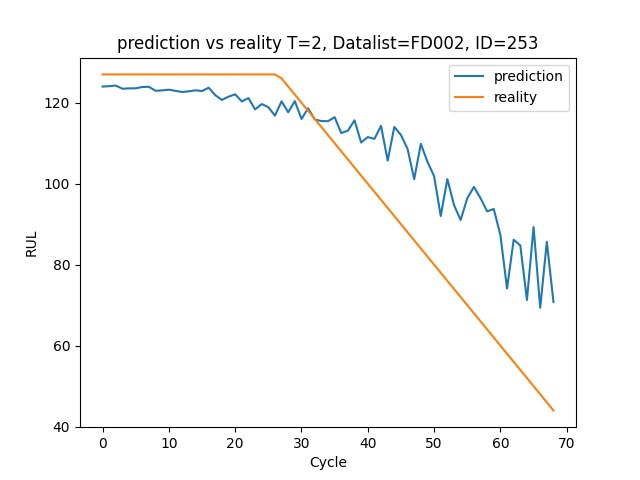 prediction vs reality T=2, Datalist=FD002, ID=253
prediction
reality
120
100
80
60
40
RUL
0 10 20 30 40 50 60 70
Cycle